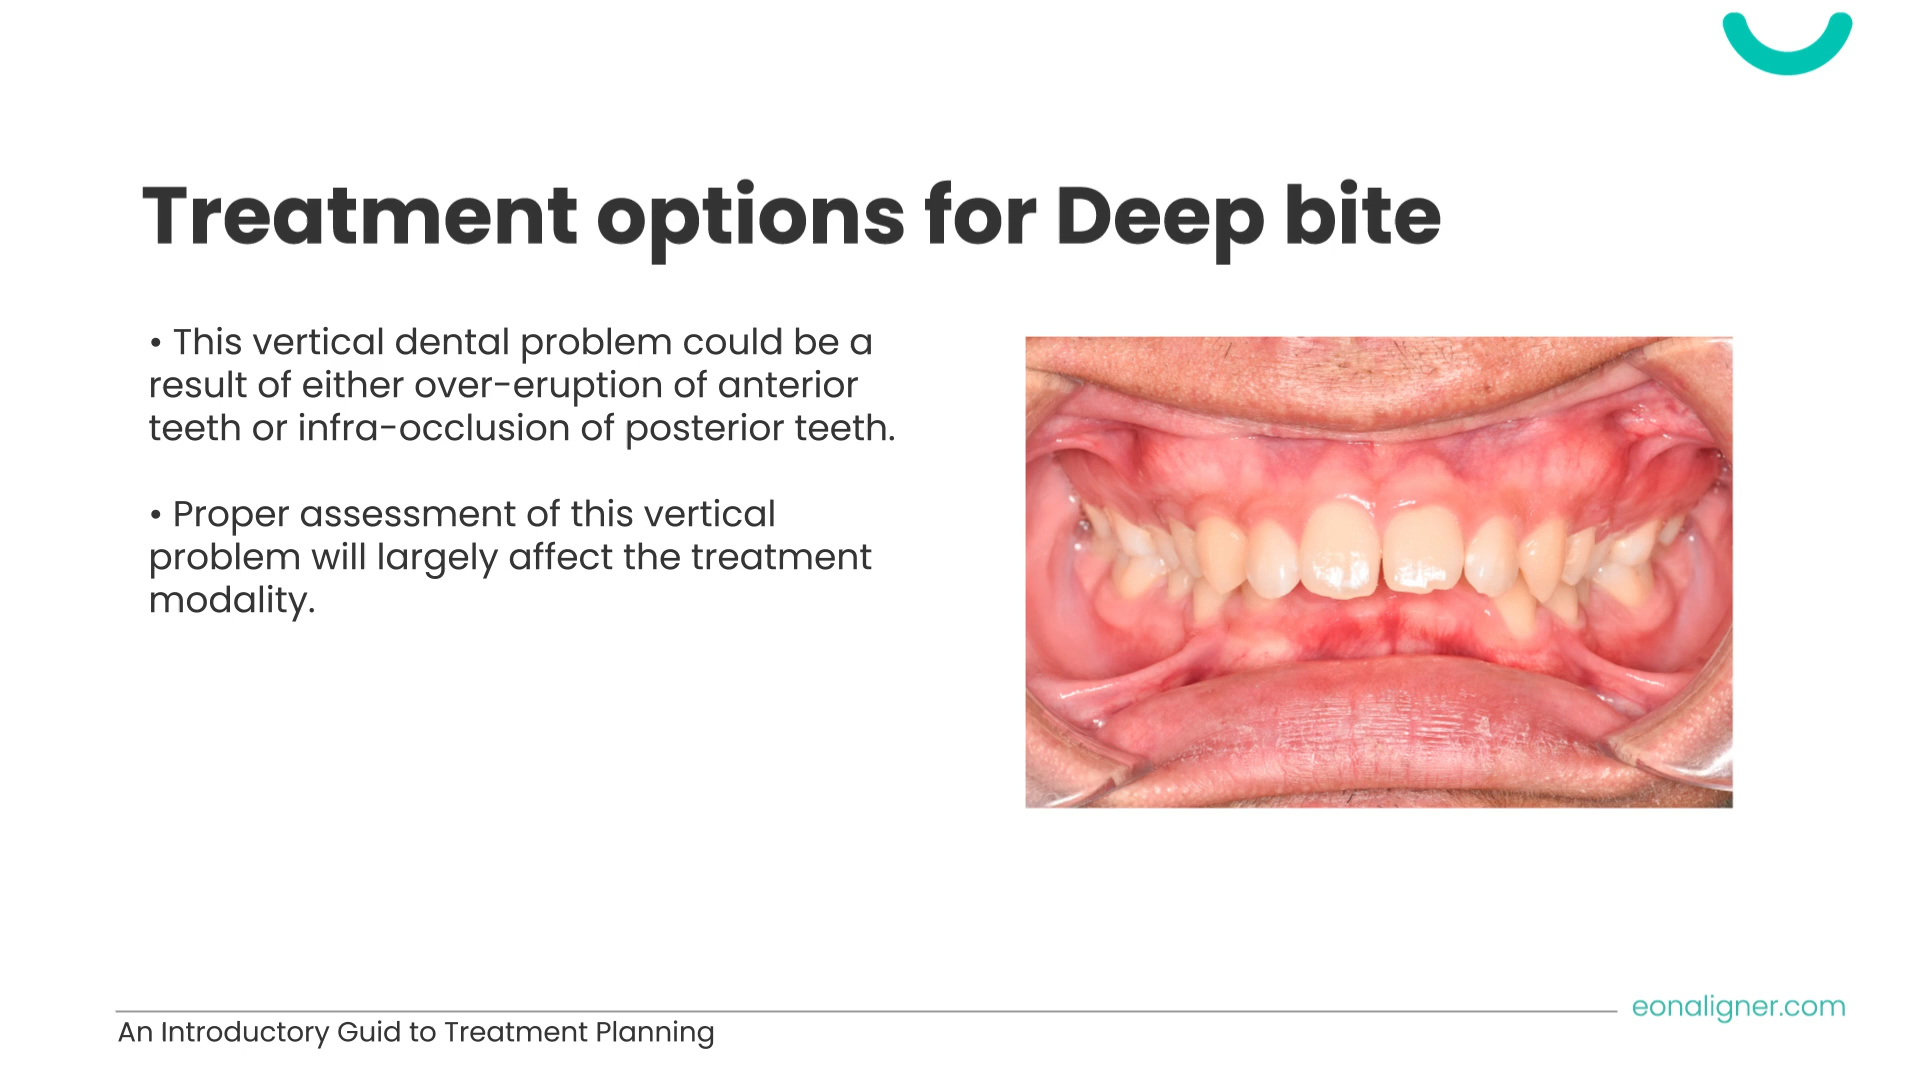 Treatment options for Deep bite
• This vertical dental problem could be a
result of either over-eruption of anterior
teeth or infra-occlusion of posterior teeth.
• Proper assessment of this vertical
problem will largely affect the treatment
modality.
eonaligner.com
An Introductory Guid to Treatment Planning